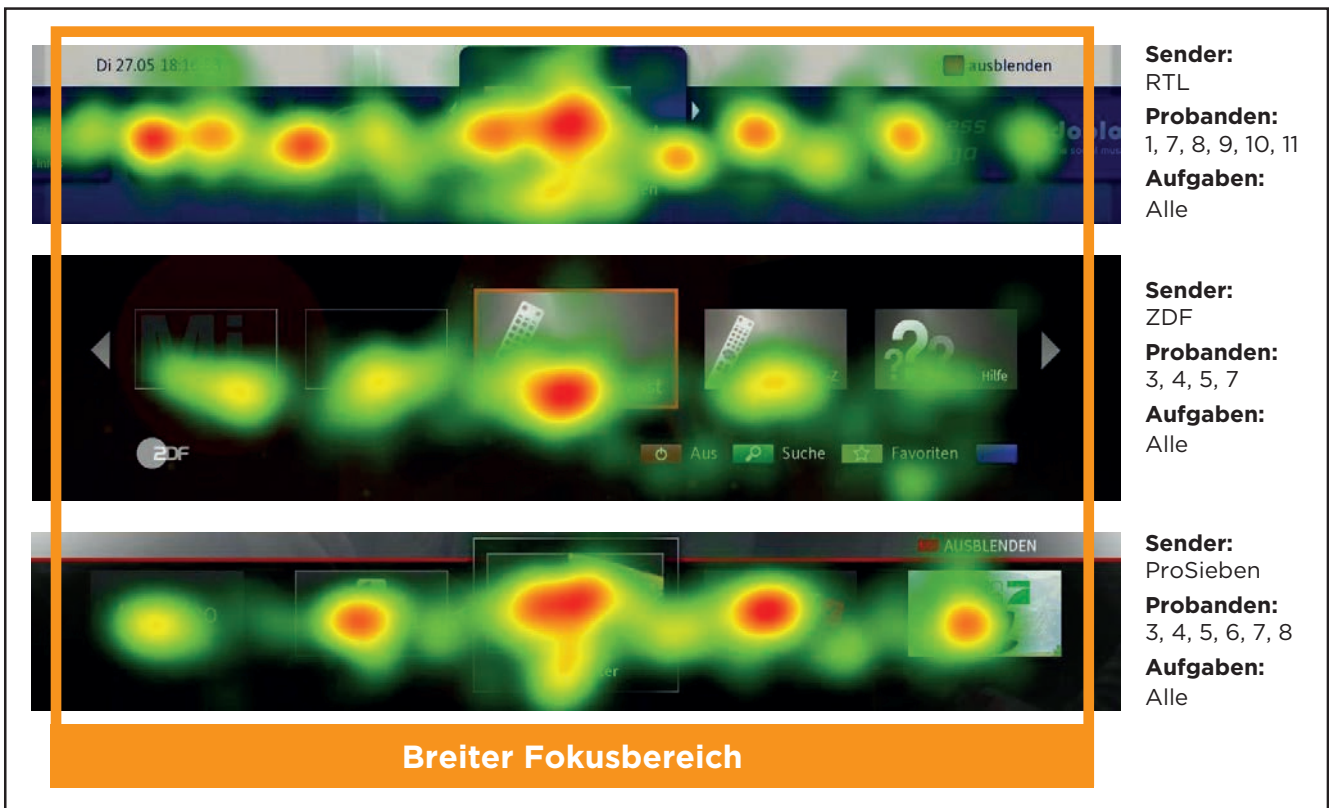 Di 27.05 18:16
ausblenden
Sender:
RTL
Probanden:
1, 7, 8, 9, 10, 11
Aufgaben:
Alle
Hilfe
ZDF
Aus
Suche
Favoriten
Sender:
ZDF
Probanden:
3, 4, 5, 7
Aufgaben:
Alle
AUSBLENDEN
Sender:
ProSieben
Probanden:
3, 4, 5, 6, 7, 8
Aufgaben:
Alle
Breiter Fokusbereich